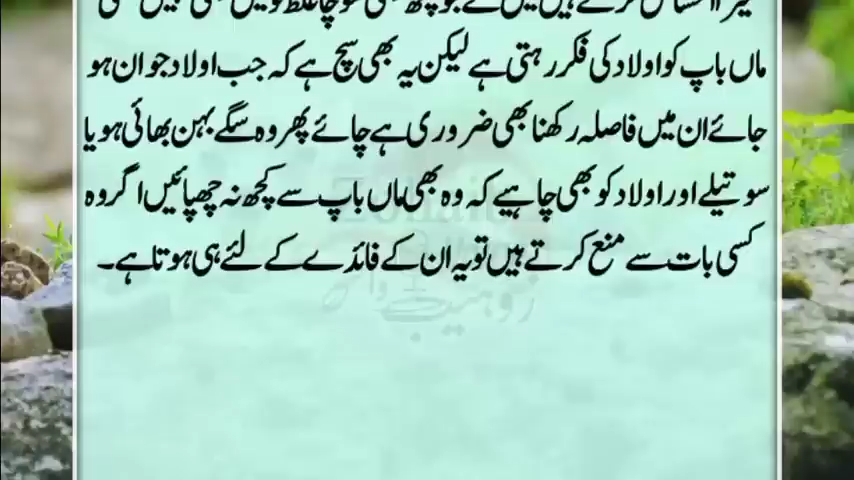 ماں باپ کو اولاد کی فکر رہتی ہے لیکن یہ بھی سچ ہے کہ جب اولاد جوان ہو
جائے ان میں فاصلہ رکھنا بھی ضروری ہے چائے پھر وہ سگے بہن بھائی ہو یا
سوتیلے اور اولاد کو بھی چاہیے کہ وہ بھی ماں باپ سے کچھ نہ چھپائیں اگر وہ
کسی بات سے منع کرتے ہیں تو یہ ان کے فائدے کے لئے ہی ہوتا ہے۔